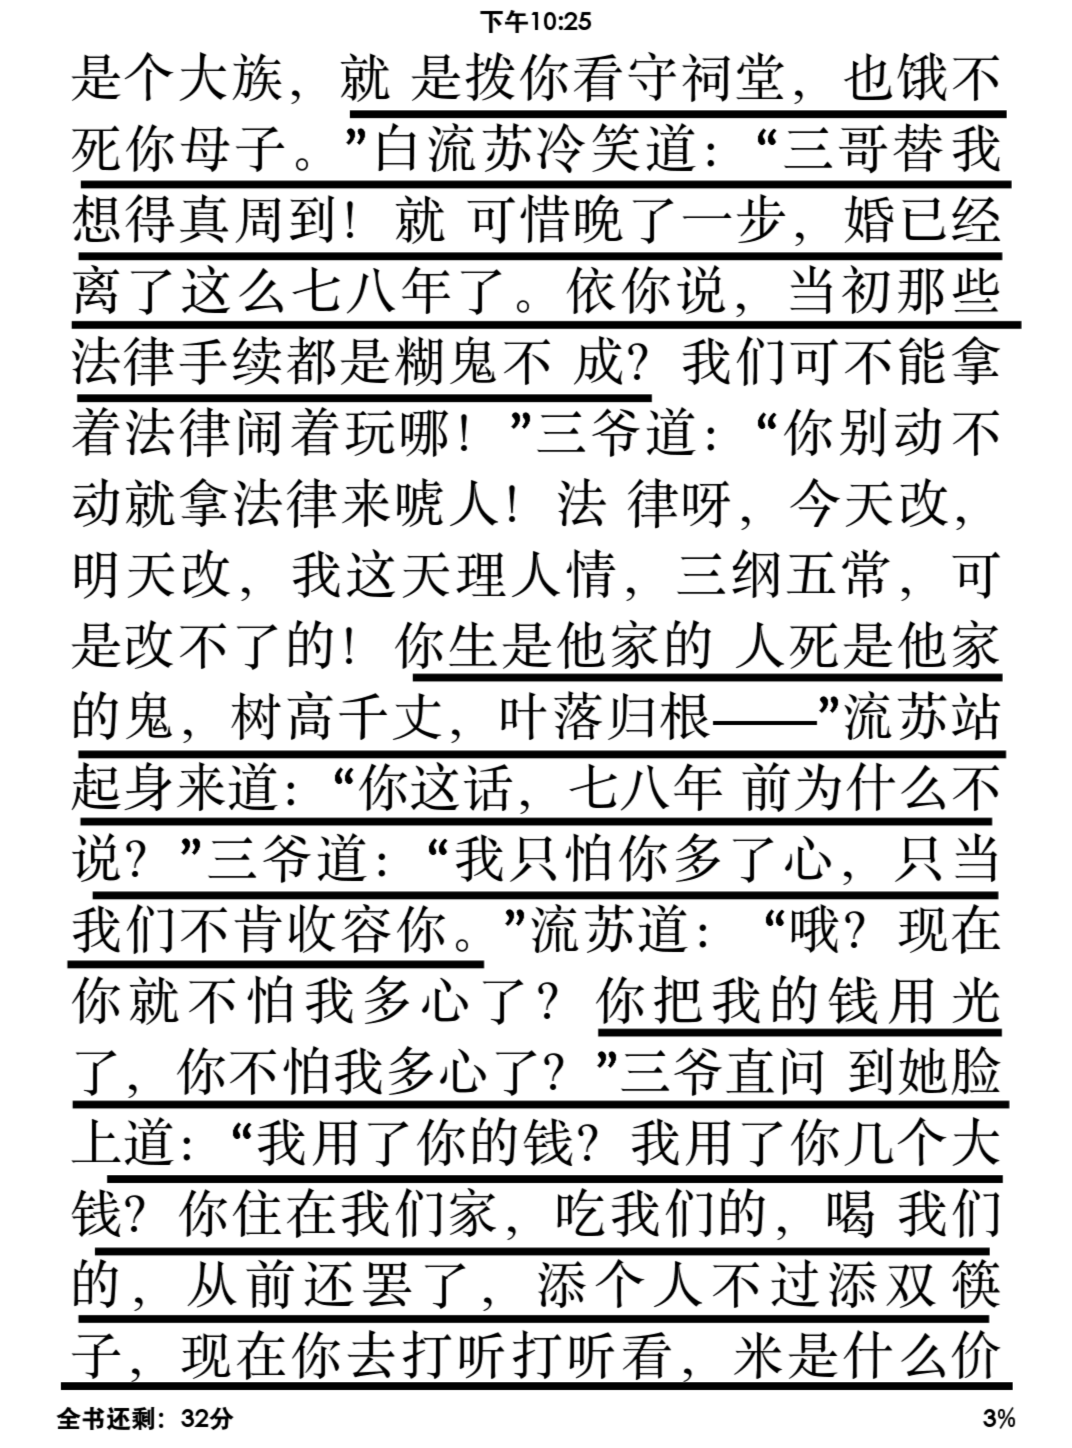 下午10:25
是个大族，就 是拨你看守祠堂，也饿不
死你母子。”白流苏冷笑道：“三哥替我
想得真周到！就 可惜晚了一步，婚已经
离了这么七八年了。依你说，当初那些
法律手续都是糊鬼不 成？我们可不能拿
着法律闹着玩哪！”三爷道：“你别动不
动就拿法律来唬人！法 律呀，今天改，
明天改，我这天理人情，三纲五常，可
是改不了的！你生是他家的 人死是他家
的鬼，树高千丈，叶落归根——”流苏站
起身来道：“你这话，七八年 前为什么不
说？”三爷道：“我只怕你多了心，只当
我们不肯收容你。”流苏道：“哦？现在
你就不怕我多心了？你把我的钱用光
了，你不怕我多心了？”三爷直问 到她脸
上道：“我用了你的钱？我用了你几个大
钱？你住在我们家，吃我们的，喝 我们
的，从前还罢了，添个人不过添双筷
子，现在你去打听打听看，米是什么价
全书还剩：32分
3%